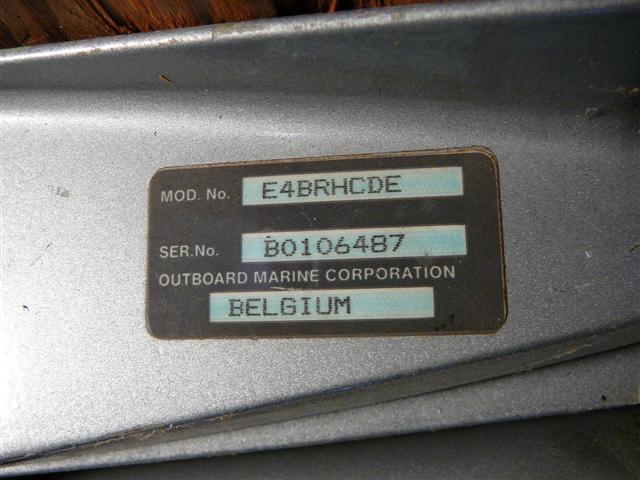 MOD. No. E4BRHCDE
SER.No. B0106487
OUTBOARD MARINE CORPORATION
BELGIUM